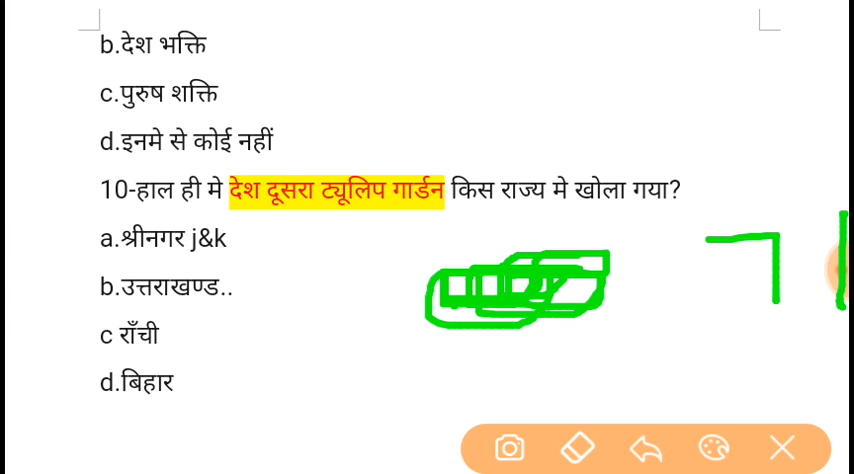 b.देश भक्ति
c.पुरुष शक्ति
d.इनमे से कोई नहीं
10-हाल ही मे देश दूसरा ट्यूलिप गार्डन किस राज्य मे खोला गया?
a.श्रीनगर j&k
b.उत्तराखण्ड..
c राँची
d.बिहार